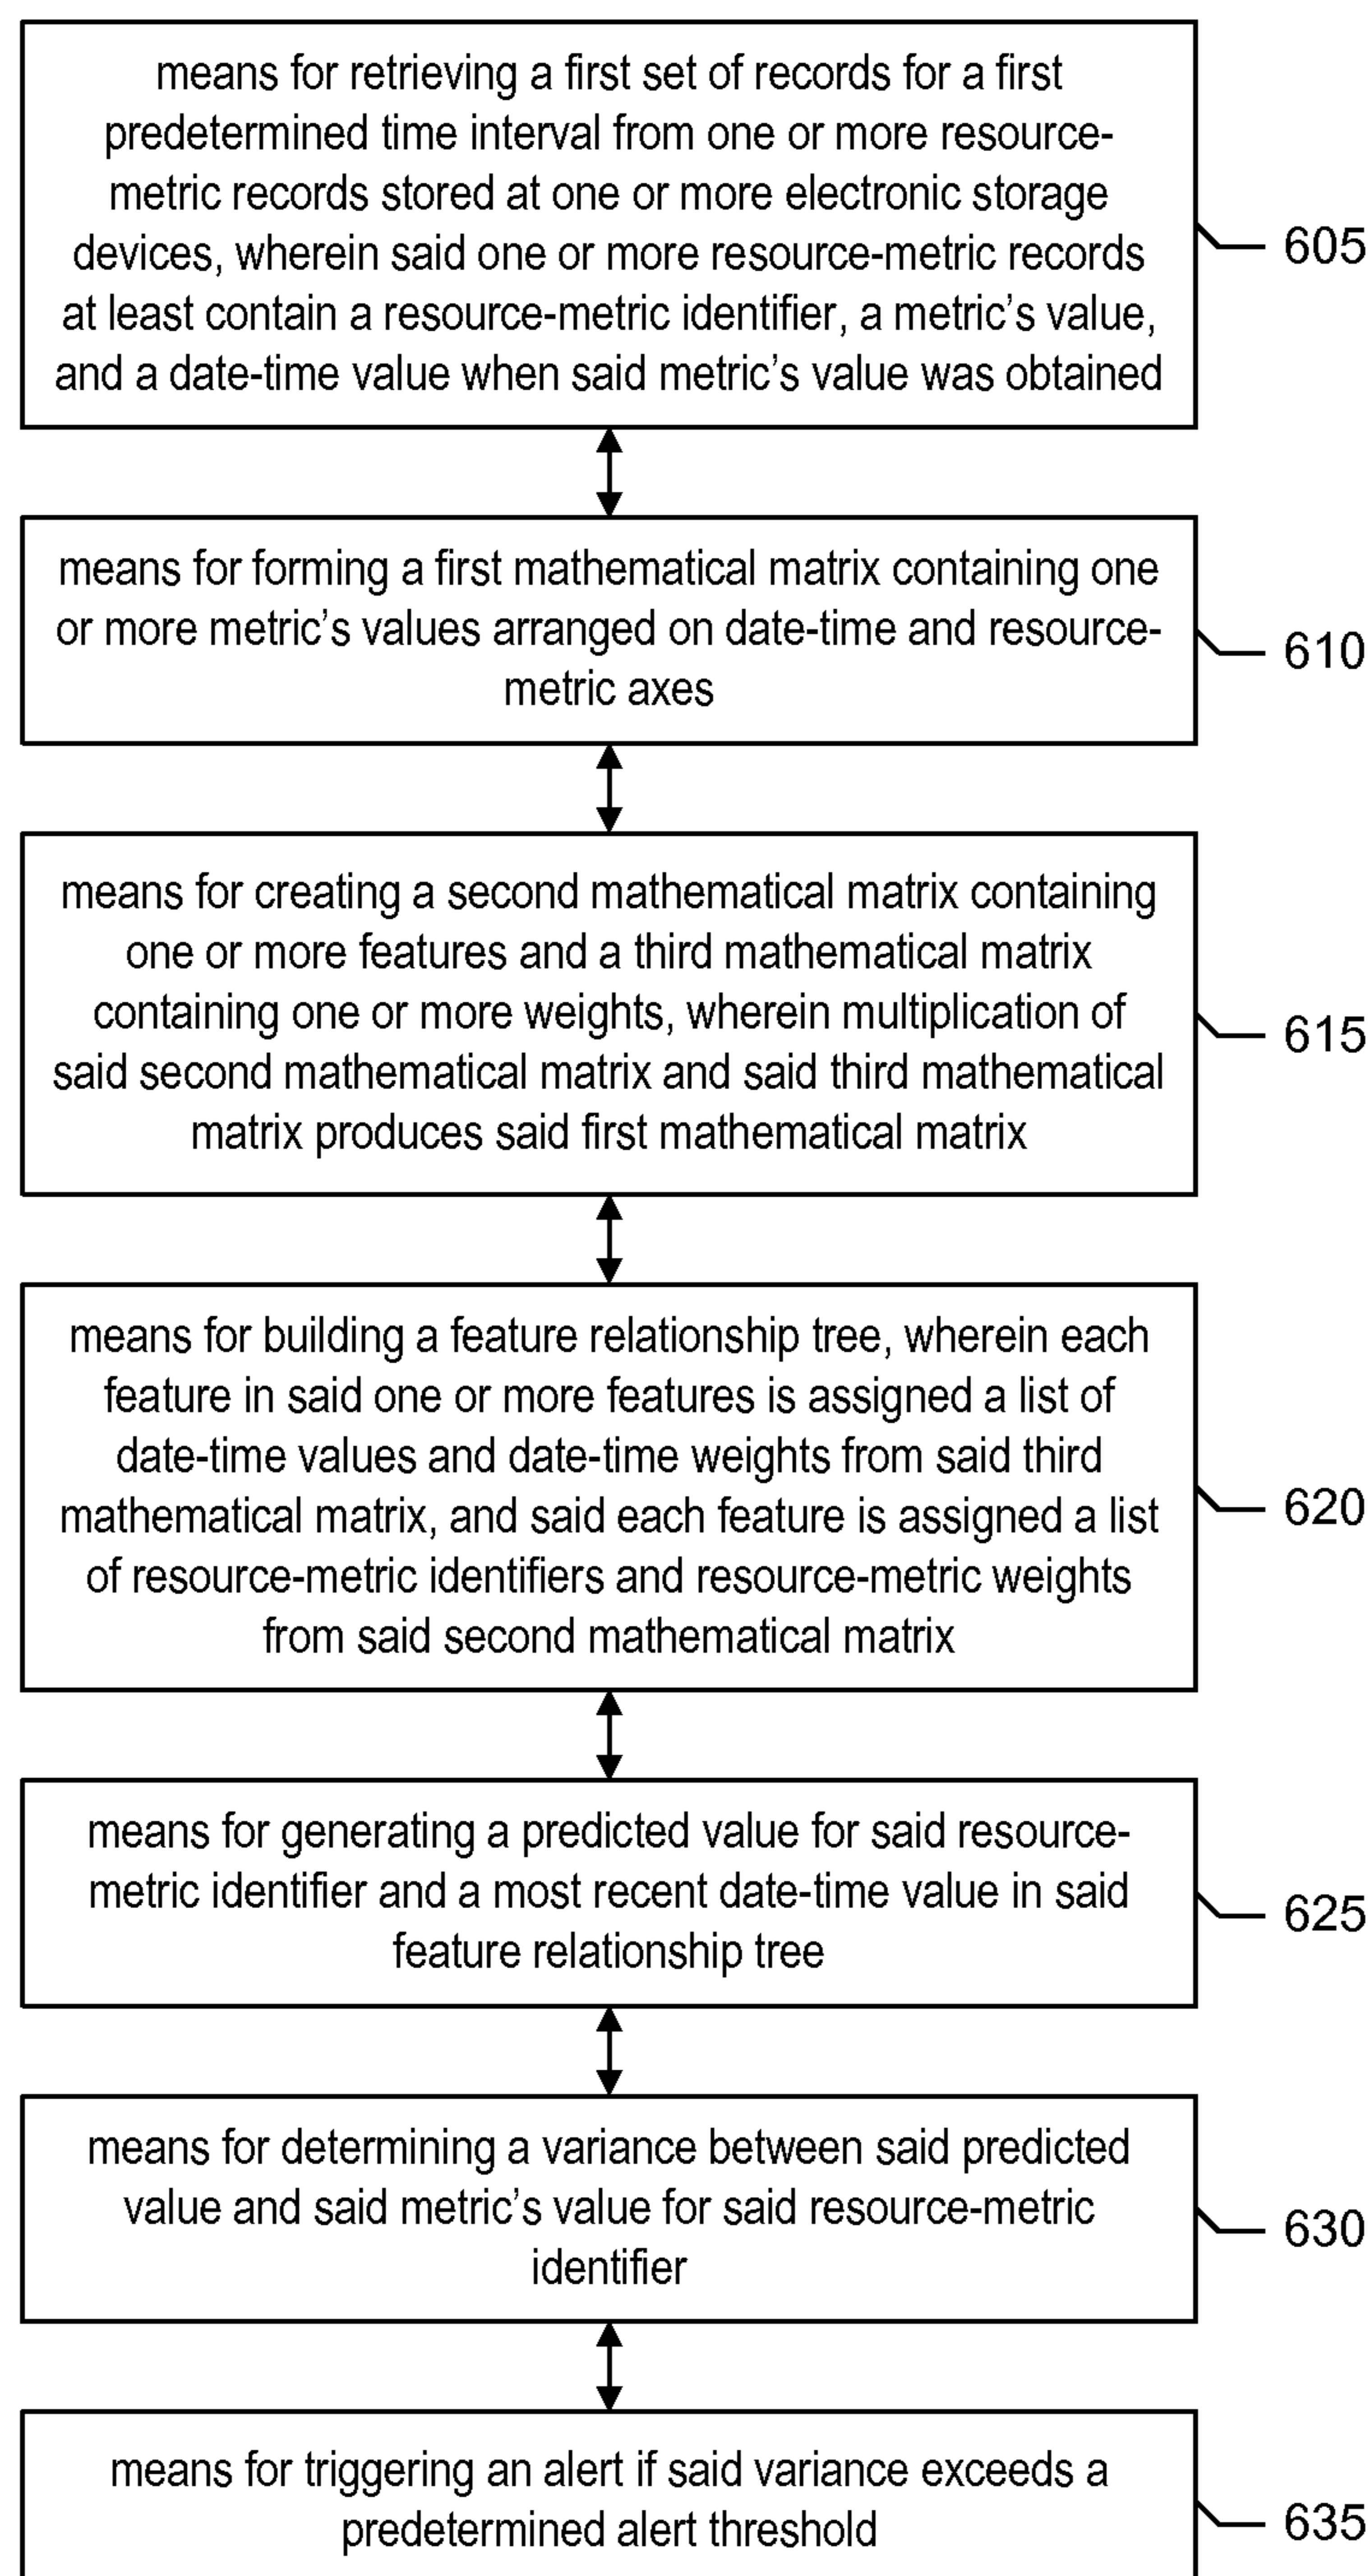 means for retrieving a first set of records for a first
predetermined time interval from one or more resource-
metric records stored at one or more electronic storage
devices, wherein said one or more resource-metric records
at least contain a resource-metric identifier, a metric’s value,
and a date-time value when said metric’s value was obtained
605
means for forming a first mathematical matrix containing one
or more metric’s values arranged on date-time and resource-
metric axes
610
means for creating a second mathematical matrix containing
one or more features and a third mathematical matrix
containing one or more weights, wherein multiplication of
said second mathematical matrix and said third mathematical
matrix produces said first mathematical matrix
615
means for building a feature relationship tree, wherein each
feature in said one or more features is assigned a list of
date-time values and date-time weights from said third
mathematical matrix, and said each feature is assigned a list
of resource-metric identifiers and resource-metric weights
from said second mathematical matrix
620
means for generating a predicted value for said resource-
metric identifier and a most recent date-time value in said
feature relationship tree
625
means for determining a variance between said predicted
value and said metric’s value for said resource-metric
identifier
630
means for triggering an alert if said variance exceeds a
predetermined alert threshold
635